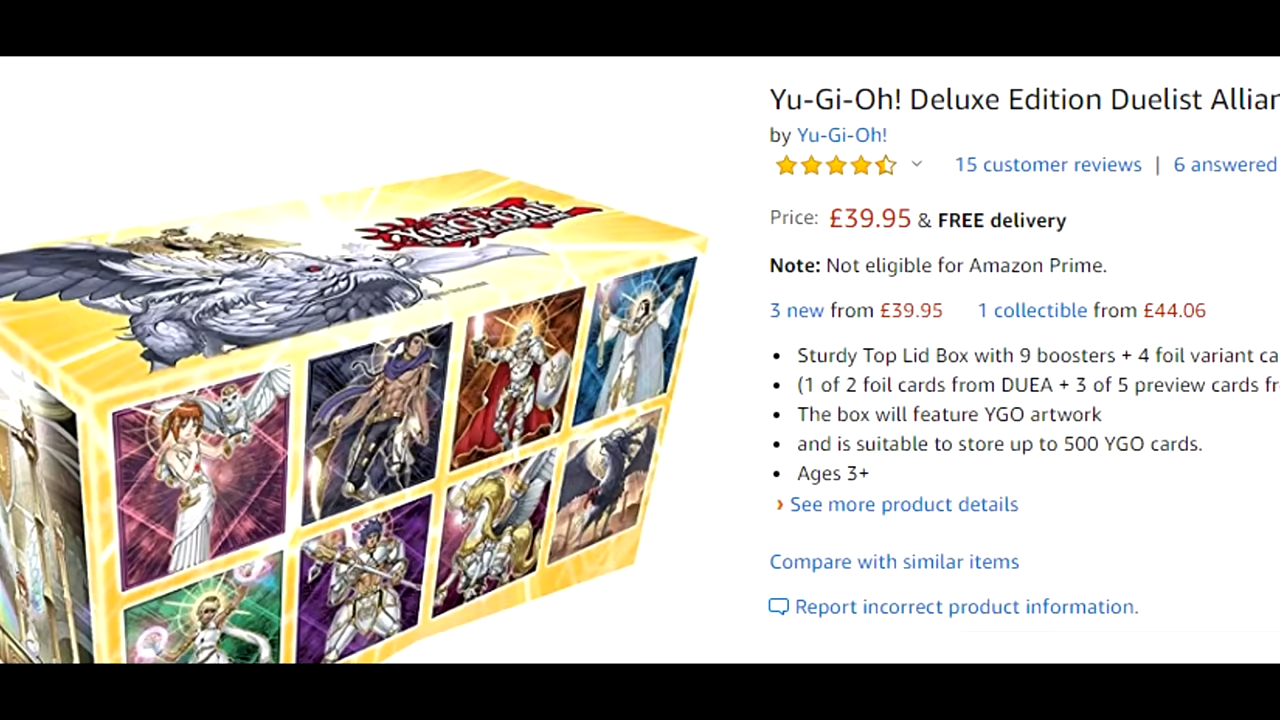 Yu-Gi-Oh!
Yu-Gi-Oh! Deluxe Edition Duelist Allian
by Yu-Gi-Oh!
15 customer reviews | 6 answered
Price: £39.95 & FREE delivery
Note: Not eligible for Amazon Prime.
3 new from £39.95 1 collectible from £44.06
• Sturdy Top Lid Box with 9 boosters + 4 foil variant ca
• (1 of 2 foil cards from DUEA + 3 of 5 preview cards fr
• The box will feature YGO artwork
• and is suitable to store up to 500 YGO cards.
• Ages 3+
› See more product details
Compare with similar items
Report incorrect product information.